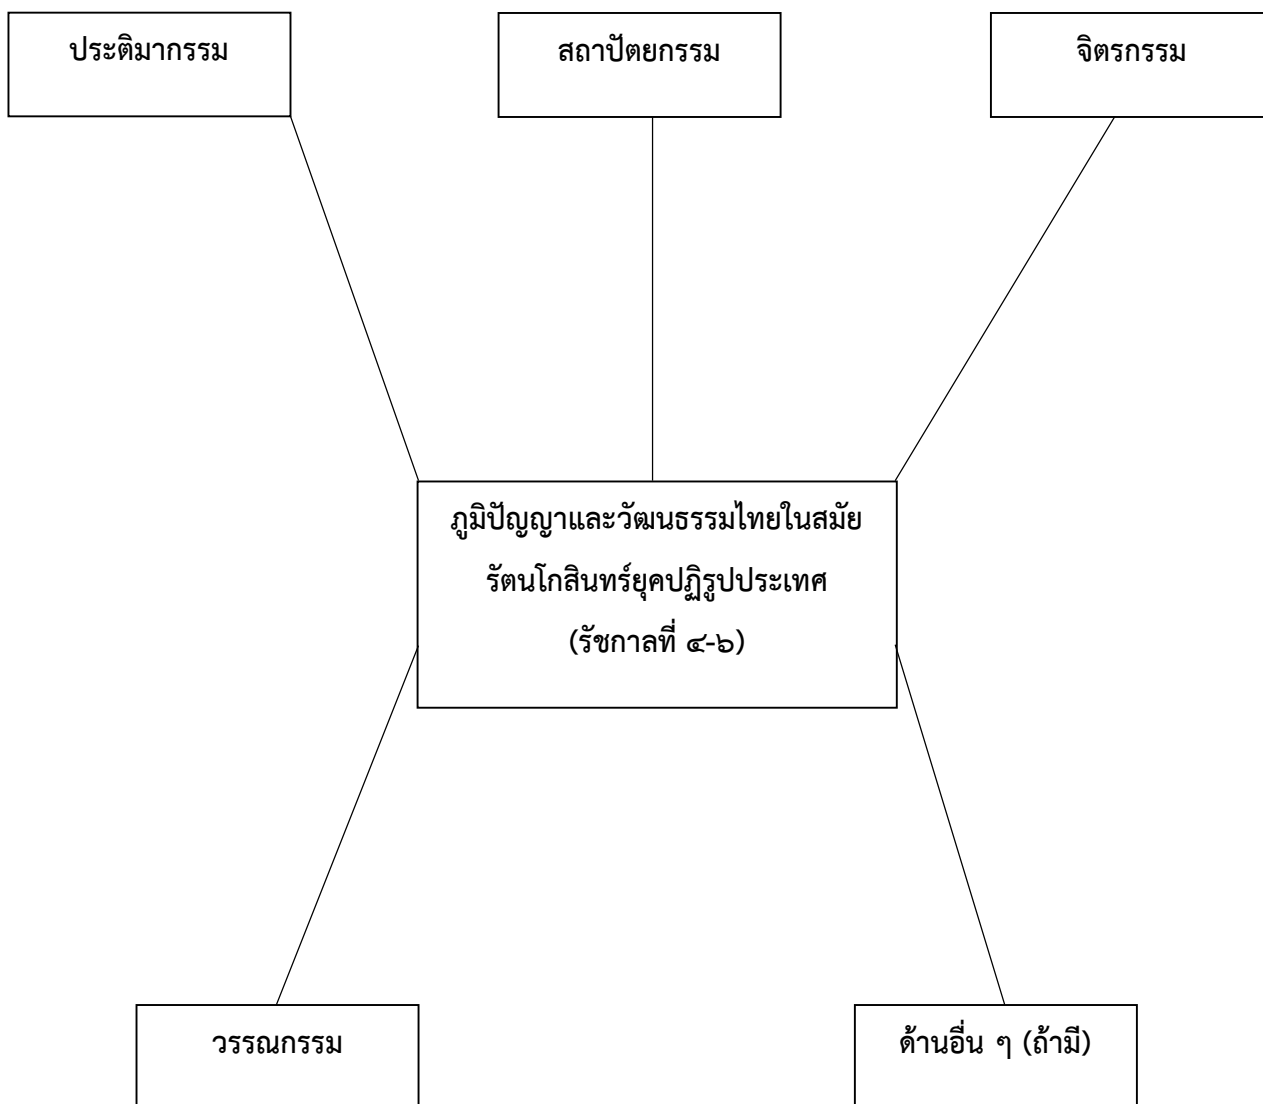 ประติมากรรม
สถาปัตยกรรม
จิตรกรรม
ภูมิปัญญาและวัฒนธรรมไทยในสมัย
รัตนโกสินทร์ยุคปฏิรูปประเทศ
(รัชกาลที่ ๔-๖)
วรรณกรรม
ด้านอื่น ๆ (ถ้ามี)